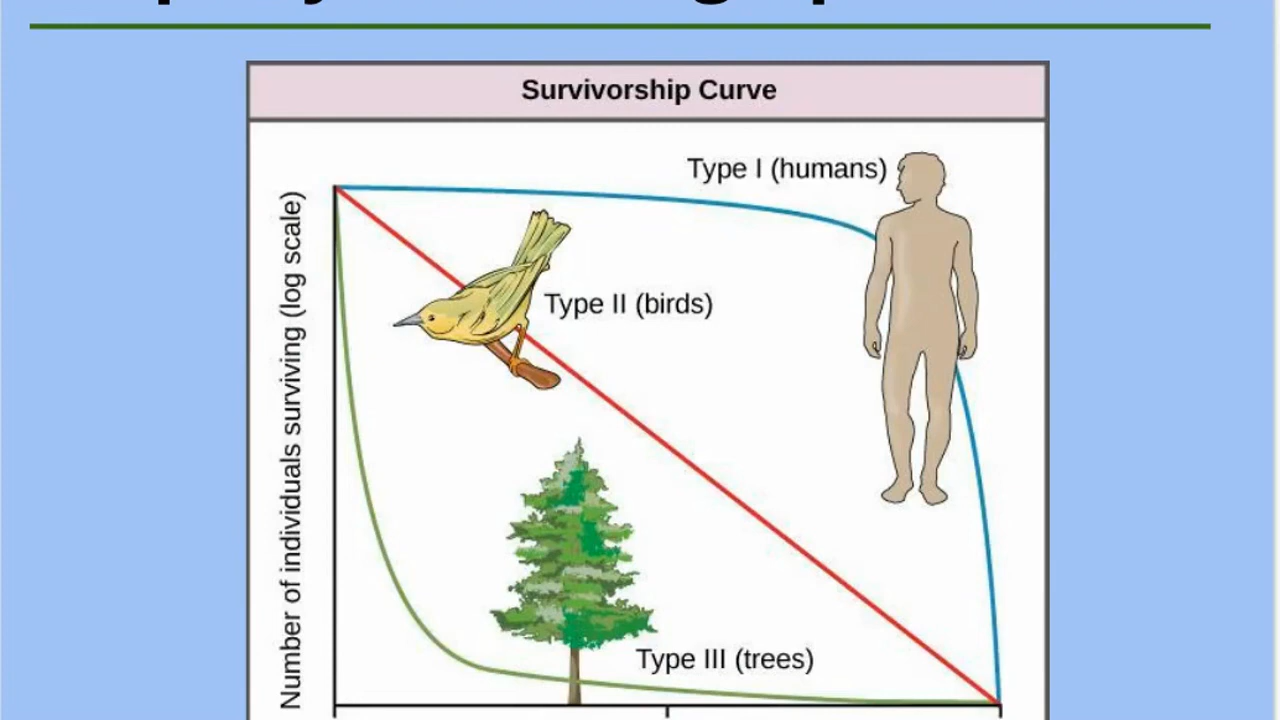 Survivorship Curve
Type I (humans)
Number of individuals surviving (log scale)
Type II (birds)
Type III (trees)